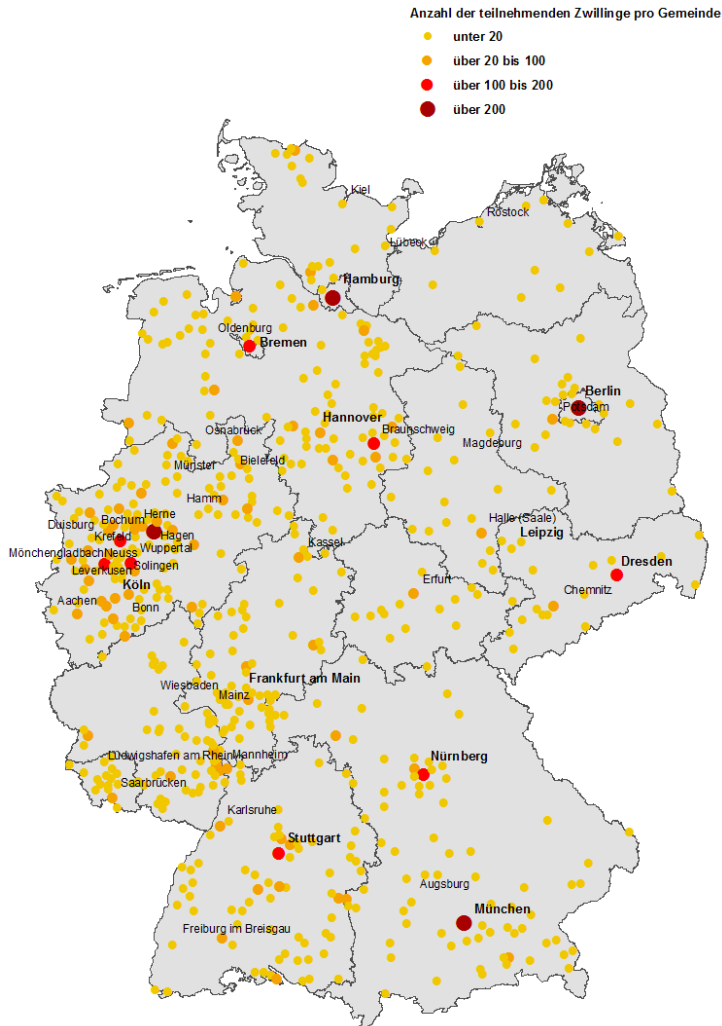 Anzahl der teilnehmenden Zwillinge pro Gemeinde
unter 20
über 20 bis 100
über 100 bis 200
über 200
Kiel
Rostock
Lübeck
Hamburg
Oldenburg
Bremen
Berlin
Potsdam
Hannover
Osnabrück
Braunschweig
Magdeburg
Münster
Bielefeld
Hamm
Herne
Bochum
Duisburg
Halle (Saale)
Leipzig
Krefeld
Hagen
Kassel
Wuppertal
MönchengladbachNeuss
Solingen
Leverkusen
Dresden
Köln
Erfurt
Chemnitz
Aachen
Bonn
Frankfurt am Main
Wiesbaden
Mainz
Ludwigshafen am Rhein
Mannheim
Nürnberg
Saarbrücken
Karlsruhe
Stuttgart
Augsburg
München
Freiburg im Breisgau